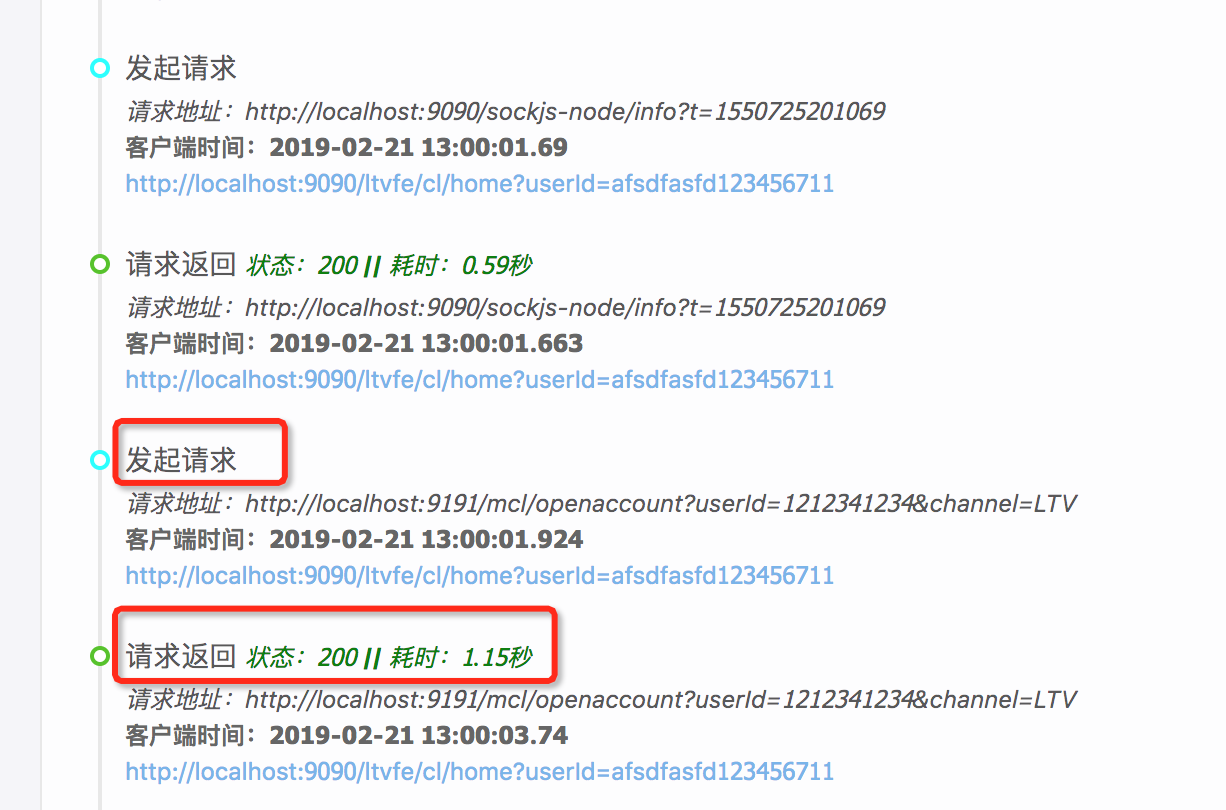 发起请求
请求地址：http://localhost:9090/sockjs-node/info?t=1550725201069
客户端时间：2019-02-21 13:00:01.69
http://localhost:9090/ltvfe/cl/home?userId=afsdfasfd123456711
请求返回 状态：200 || 耗时：0.59秒
请求地址：http://localhost:9090/sockjs-node/info?t=1550725201069
客户端时间：2019-02-21 13:00:01.663
http://localhost:9090/ltvfe/cl/home?userId=afsdfasfd123456711
发起请求
请求地址：http://localhost:9191/mcl/openaccount?userId=1212341234&channel=LTV
客户端时间：2019-02-21 13:00:01.924
http://localhost:9090/ltvfe/cl/home?userId=afsdfasfd123456711
请求返回 状态：200 || 耗时：1.15秒
请求地址：http://localhost:9191/mcl/openaccount?userId=1212341234&channel=LTV
客户端时间：2019-02-21 13:00:03.74
http://localhost:9090/ltvfe/cl/home?userId=afsdfasfd123456711